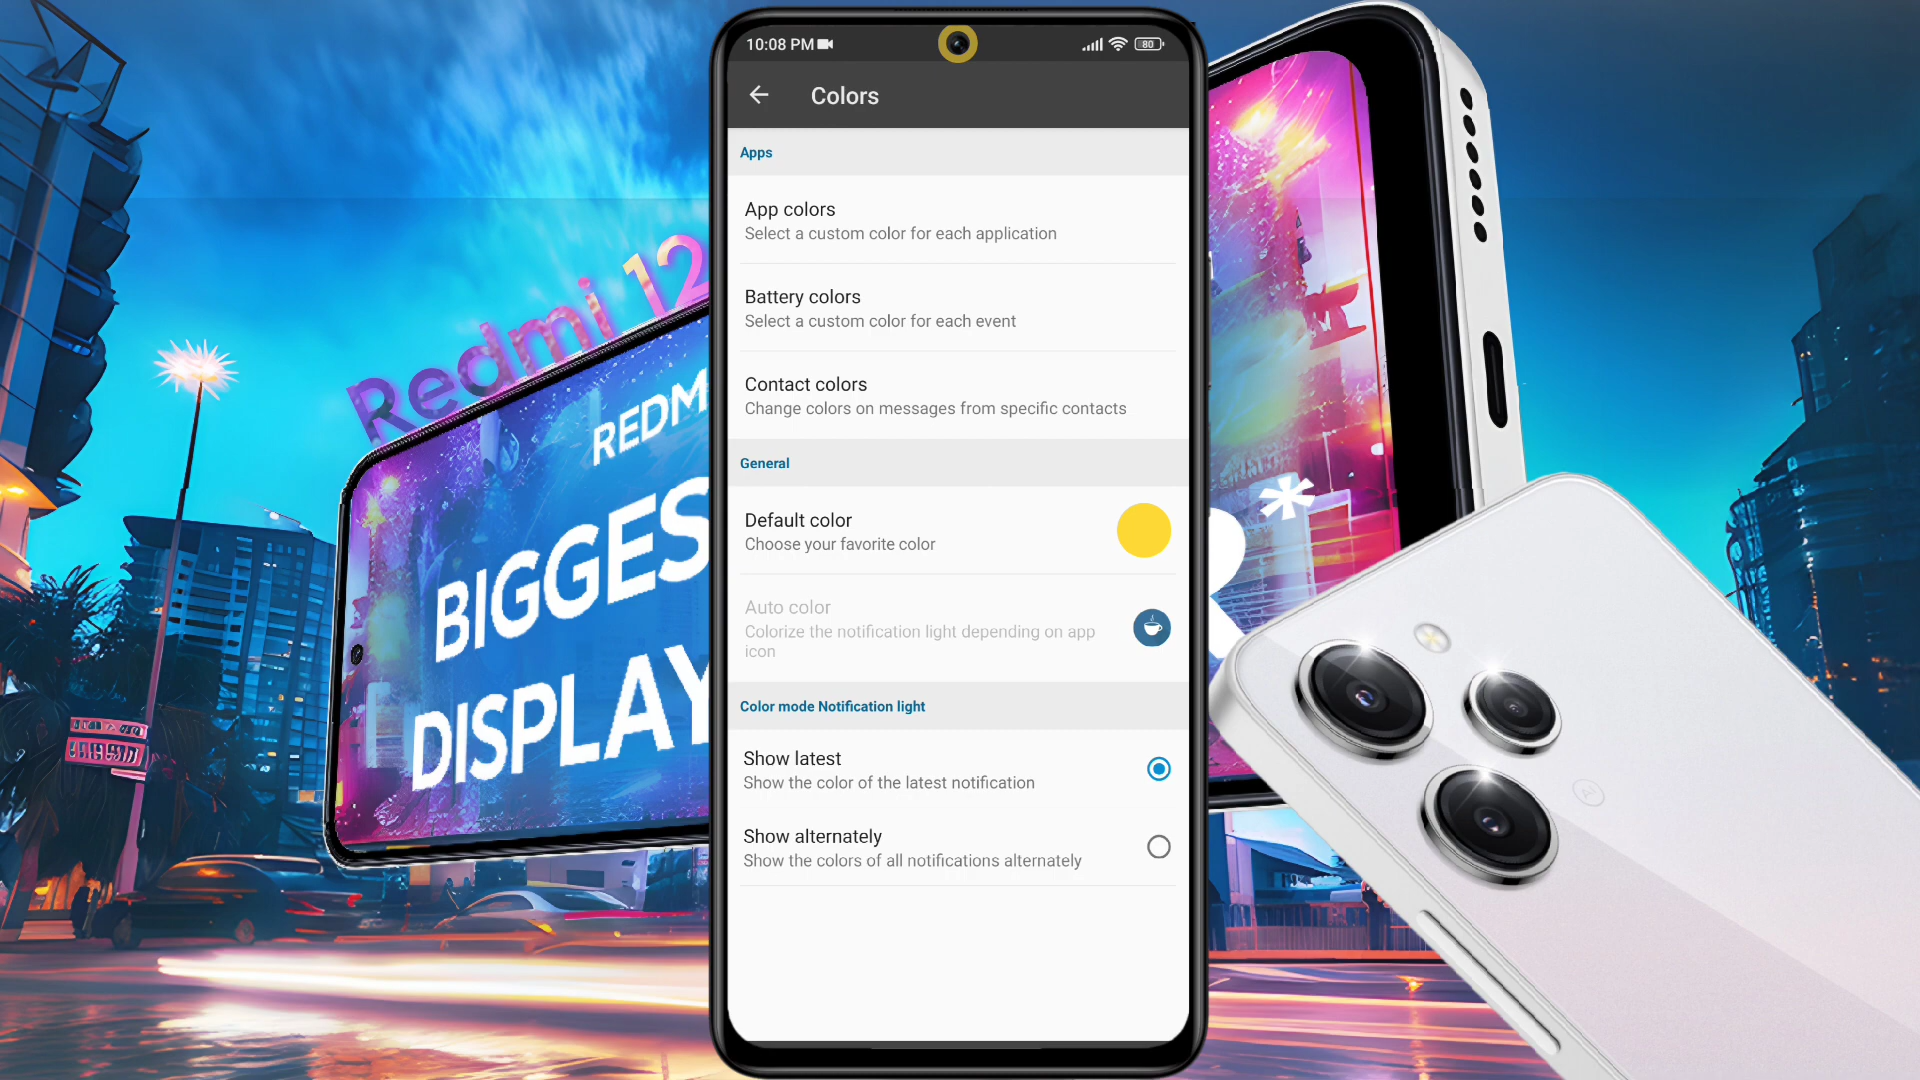 10:08 PM
80
Colors
Apps
App colors
Select a custom color for each application
Battery colors
Select a custom color for each event
Contact colors
Change colors on messages from specific contacts
General
Default color
Choose your favorite color
Auto color
Colorize the notification light depending on app
icon
Color mode Notification light
Show latest
Show the color of the latest notification
Show alternately
Show the colors of all notifications alternately
Redmi 12
REDM
BIGGES
DISPLAY
R*
AI